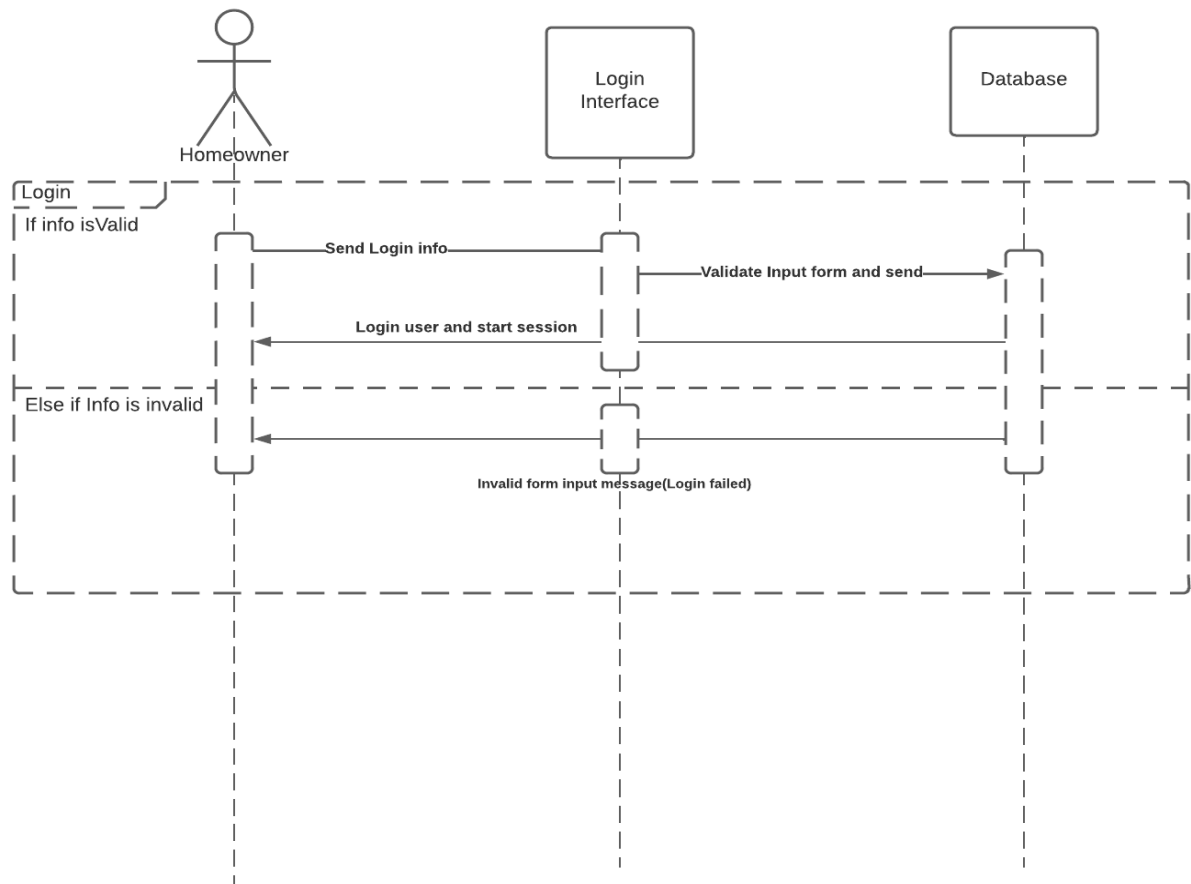 Login
Interface
Database
Homeowner
Login
If info isValid
Send Login info
Validate Input form and send
Login user and start session
Else if Info is invalid
Invalid form input message(Login failed)